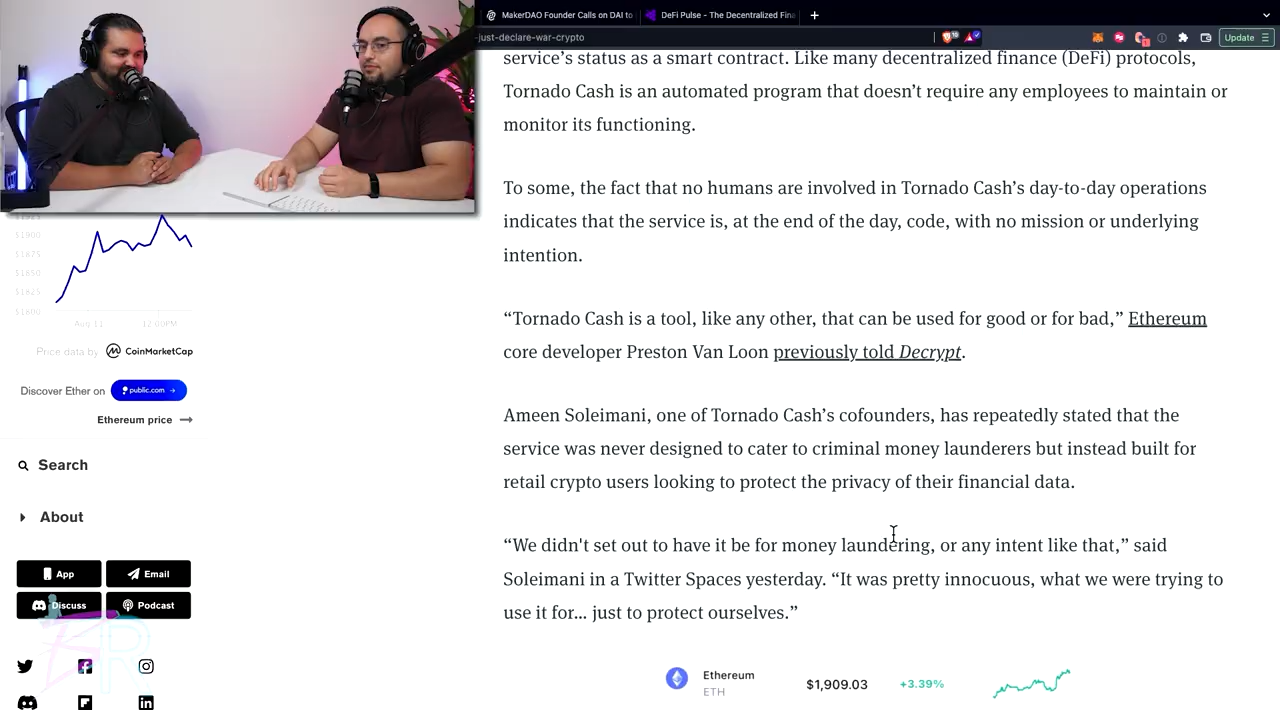 MakerDAO Founder Calls on DAI to
DeFi Pulse - The Decentralized Fina
-just-declare-war-crypto
Update
service’s status as a smart contract. Like many decentralized finance (DeFi) protocols,
Tornado Cash is an automated program that doesn’t require any employees to maintain or
monitor its functioning.
To some, the fact that no humans are involved in Tornado Cash’s day-to-day operations
indicates that the service is, at the end of the day, code, with no mission or underlying
intention.
“Tornado Cash is a tool, like any other, that can be used for good or for bad,” Ethereum
core developer Preston Van Loon previously told Decrypt.
Ameen Soleimani, one of Tornado Cash’s cofounders, has repeatedly stated that the
service was never designed to cater to criminal money launderers but instead built for
retail crypto users looking to protect the privacy of their financial data.
“We didn't set out to have it be for money laundering, or any intent like that,” said
Soleimani in a Twitter Spaces yesterday. “It was pretty innocuous, what we were trying to
use it for... just to protect ourselves.”
Ethereum
ETH
$1,909.03
+3.39%
$1900
$1875
$1850
$1825
$1800
Aug 11
12:00PM
Price data by CoinMarketCap
Discover Ether on public.com →
Ethereum price
Search
About
App
Email
Discuss
Podcast